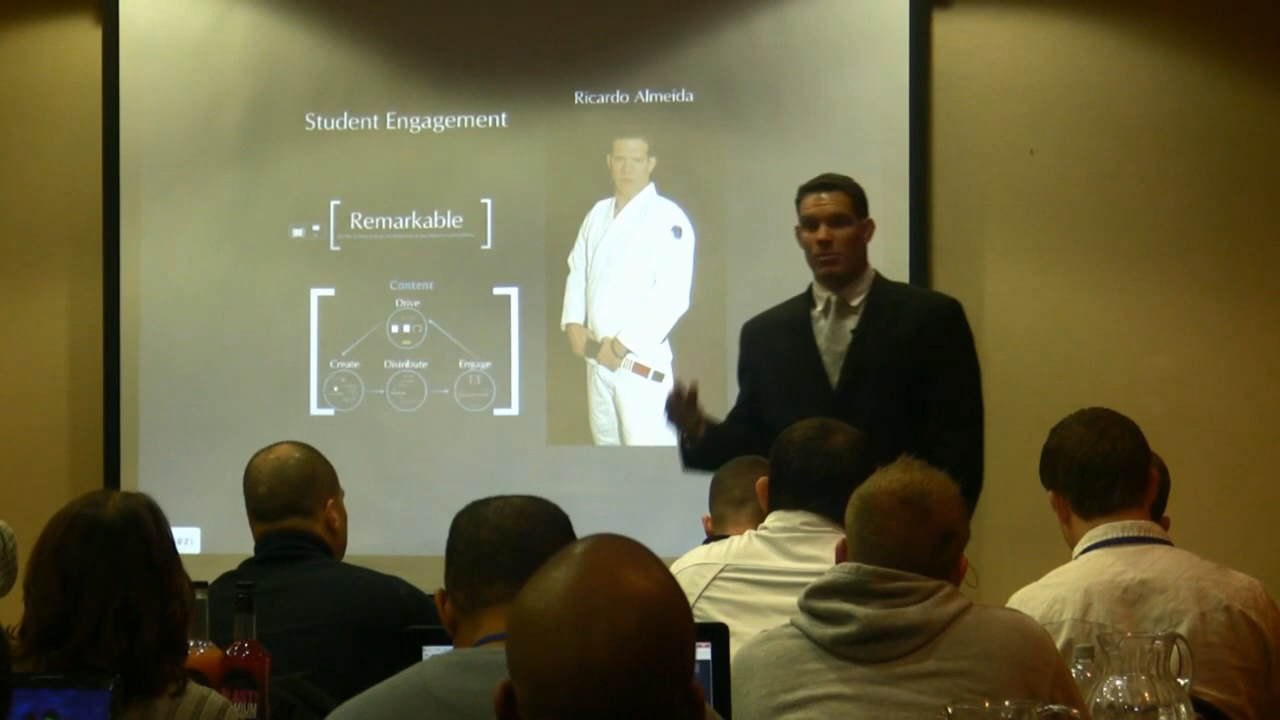 Ricardo Almeida
Student Engagement
Remarkable
Content
Drive
Create
Distribute
Engage